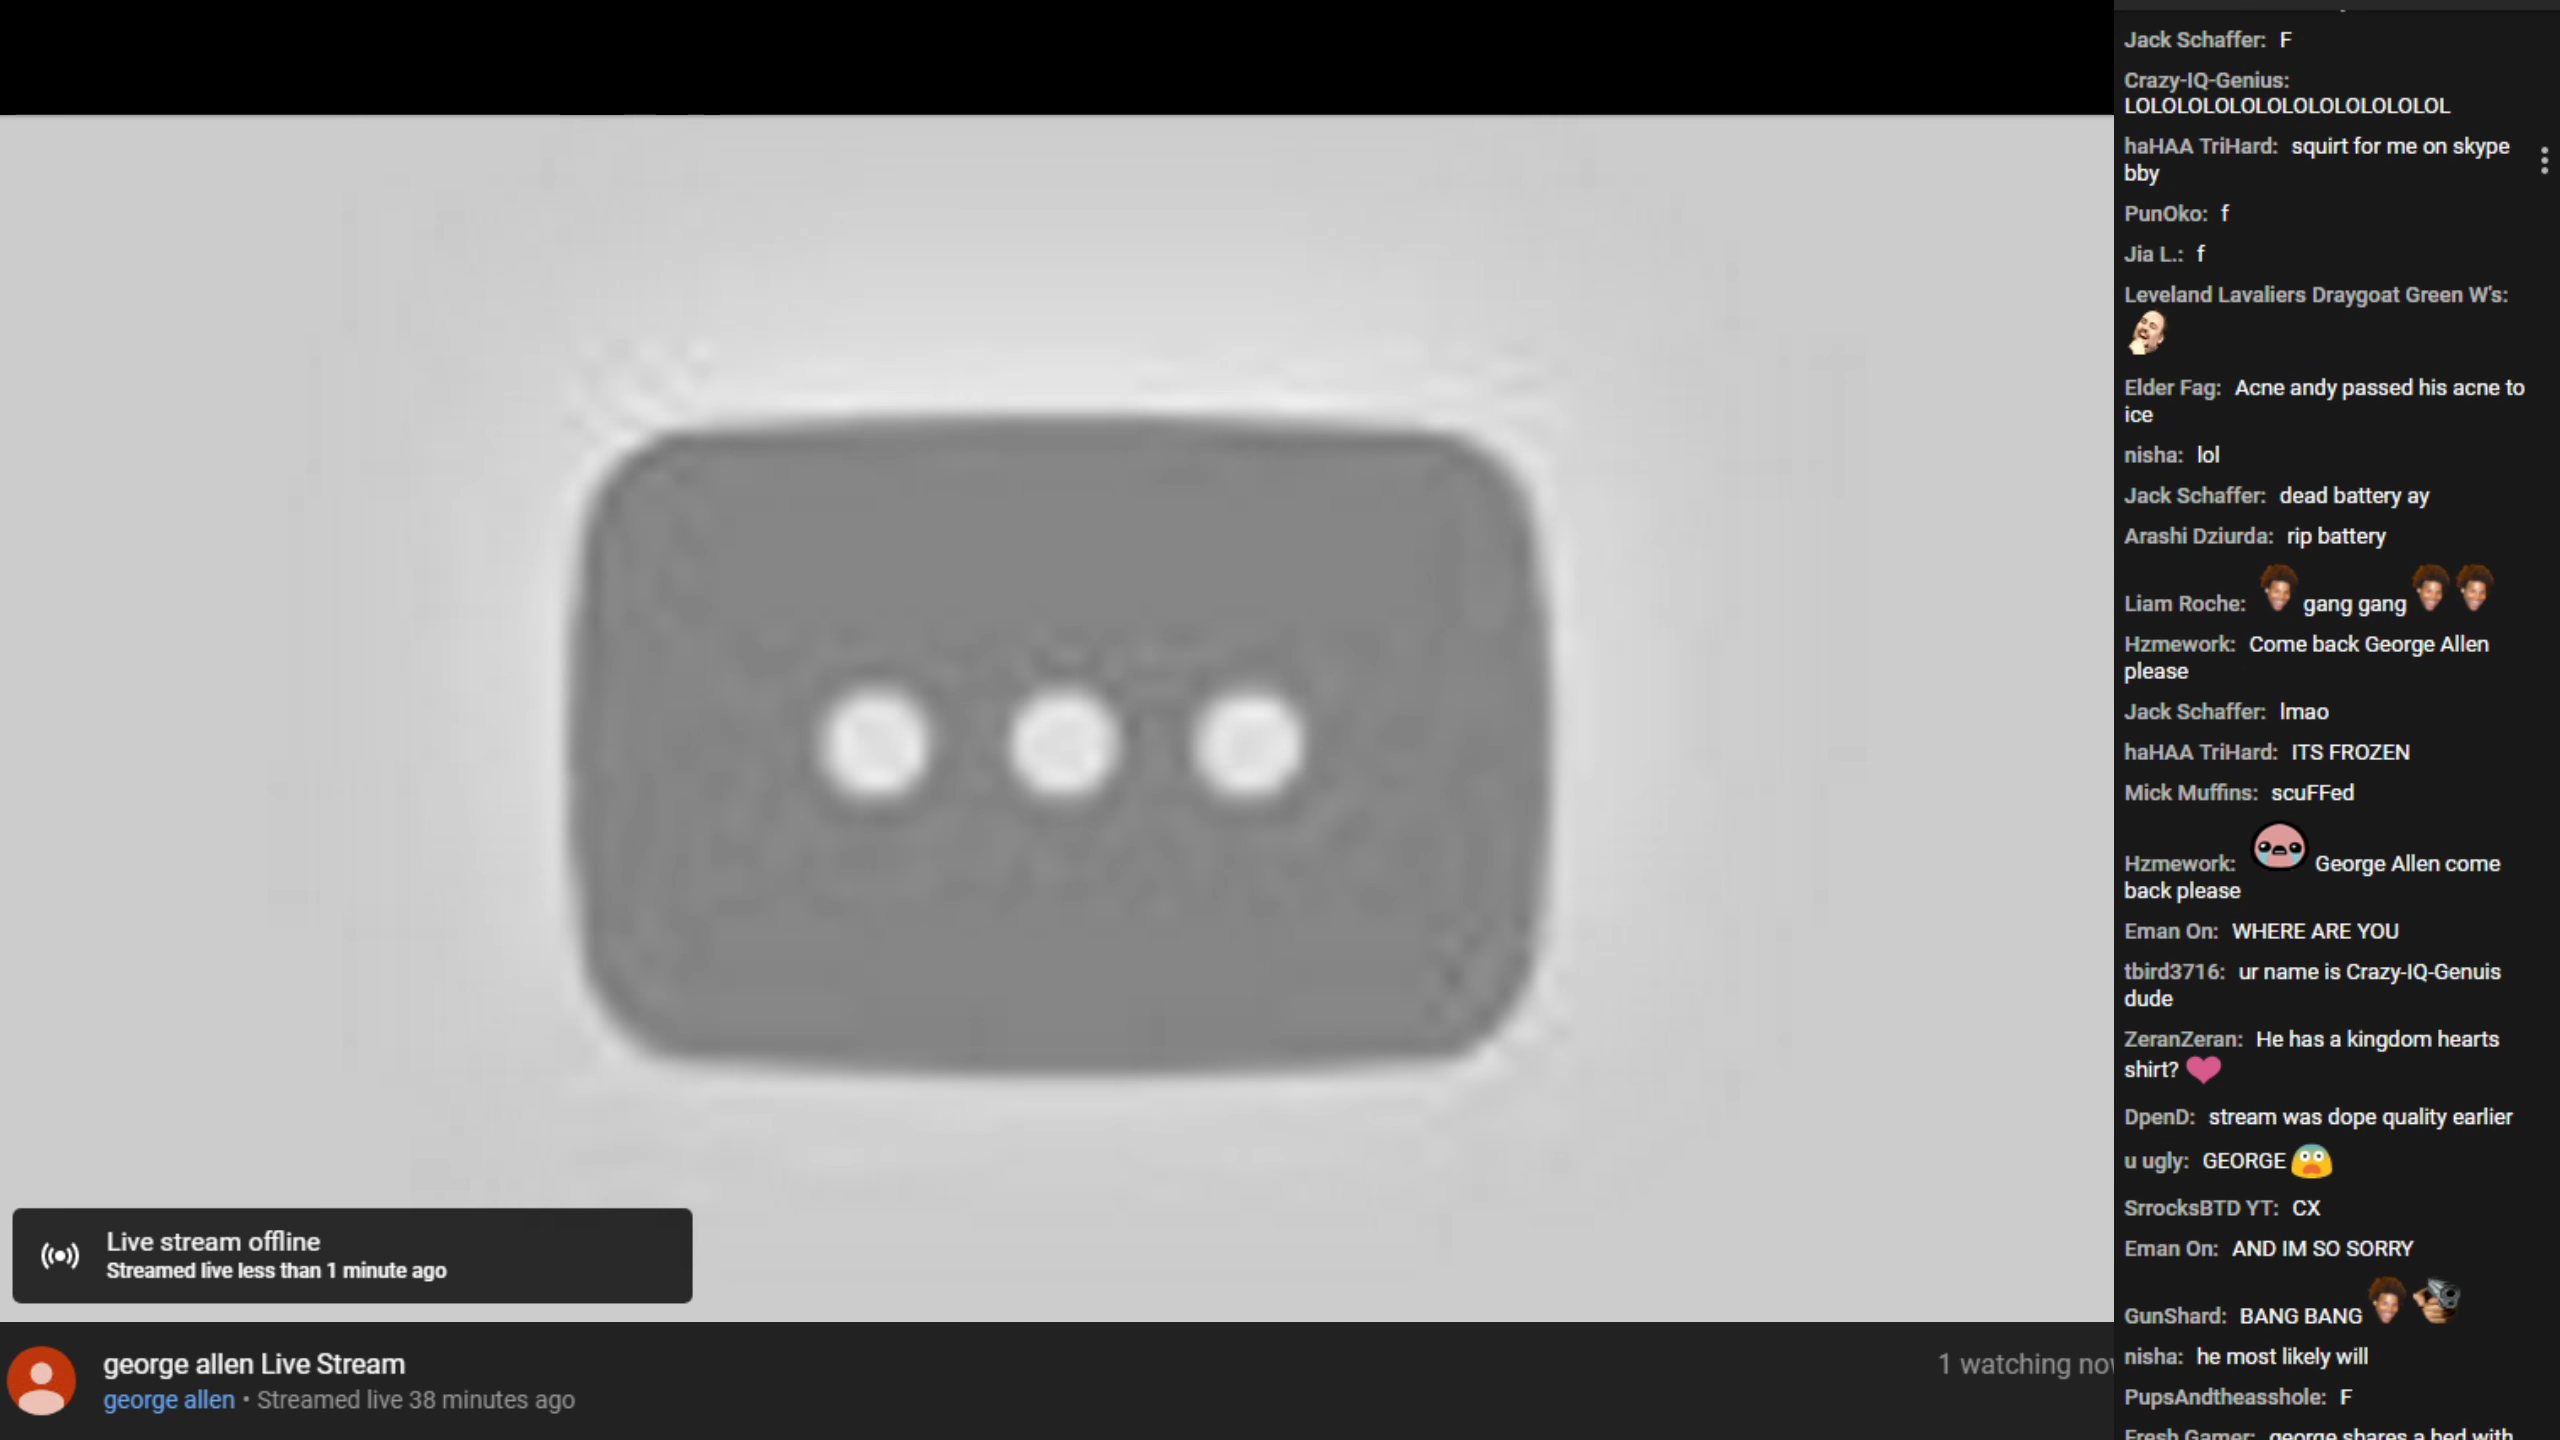 Live stream offline
Streamed live less than 1 minute ago
george allen Live Stream
george allen • Streamed live 38 minutes ago
1 watching
Jack Schaffer: F
Crazy-IQ-Genius:
LOLOLOLOLOLOLOLOLOLOLOLOL
haHAA TriHard: squirt for me on skype
bby
PunOko: f
Jia L.: f
Leveland Lavaliers Draygoat Green W's:
Elder Fag: Acne andy passed his acne to
ice
nisha: lol
Jack Schaffer: dead battery ay
Arashi Dziurda: rip battery
Liam Roche: gang gang
Hzmework: Come back George Allen
please
Jack Schaffer: lmao
haHAA TriHard: ITS FROZEN
Mick Muffins: scuFFed
Hzmework: George Allen come
back please
Eman On: WHERE ARE YOU
tbird3716: ur name is Crazy-IQ-Genuis
dude
ZeranZeran: He has a kingdom hearts
shirt?
DpenD: stream was dope quality earlier
u ugly: GEORGE
SrrocksBTD YT: CX
Eman On: AND IM SO SORRY
GunShard: BANG BANG
nisha: he most likely will
PupsAndtheasshole: F
Fresh Gamer: george shares a bed with